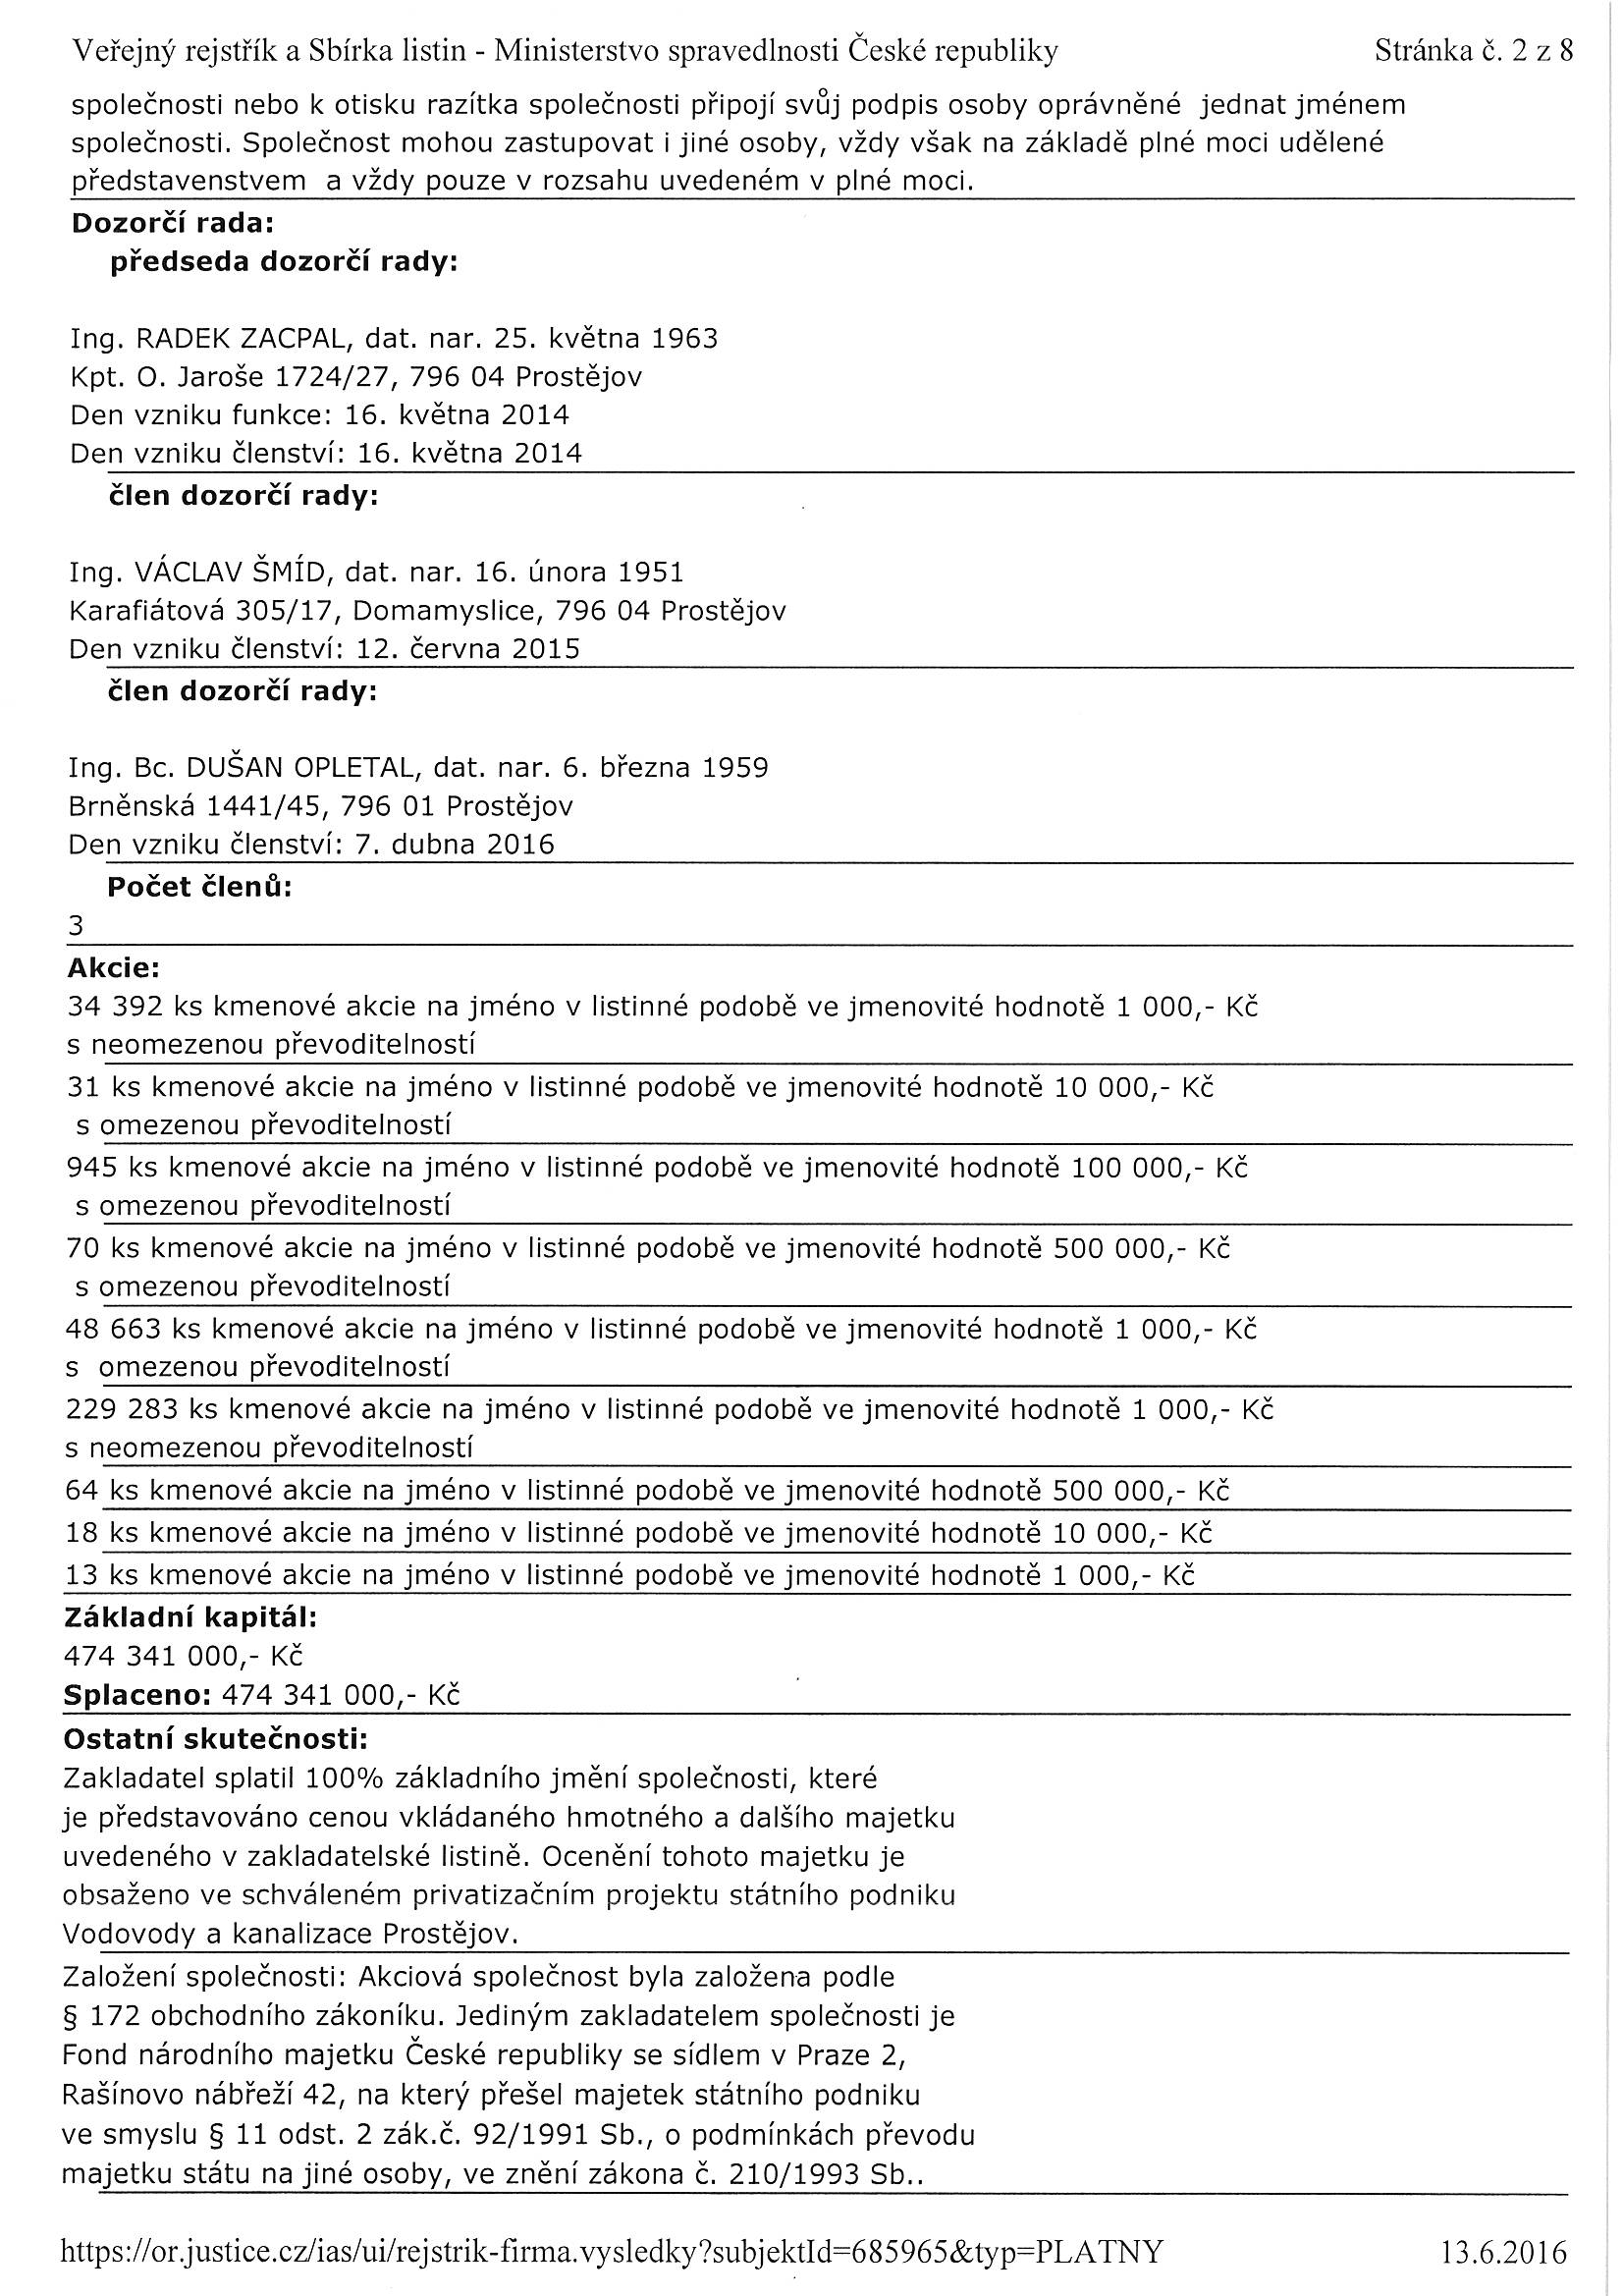 Veřejný rejstřík a Sbírka listin - Ministerstvo spravedlnosti České republiky Stránka č. 2 z 8
společnosti nebo k otisku razítka společnosti připojí svůj podpis osoby oprávněné jednat jménem
společnosti. Společnost mohou zastupovat i jiné osoby, vždy však na základě plné moci udělené
představenstvem a vždy pouze v rozsahu uvedeném v plné moci.
Dozorčí rada:
předseda dozorčí rady:
Ing. RADEK ZACPAL, dat. nar. 25. května 1963
Kpt. O. Jaroše 1724/27, 796 04 Prostějov
Den vzniku funkce: 16. května 2014
Den vzniku členství: 16. května 2014
člen dozorčí rady:
Ing. VÁCLAV ŠMÍD, dat. nar. 16. února 1951
Karafiátová 305/17, Domamyslice, 796 04 Prostějov
Den vzniku členství: 12. června 2015
člen dozorčí rady:
Ing. Bc. DUŠAN OPLETAL, dat. nar. 6. března 1959
Brněnská 1441/45, 796 01 Prostějov
Den vzniku členství: 7. dubna 2016
Počet členů:
3
Akcie:
34 392 ks kmenové akcie na jméno v listinné podobě ve jmenovité hodnotě 1 000,- Kč
s neomezenou převoditelností
31 ks kmenové akcie na jméno v listinné podobě ve jmenovité hodnotě 10 000,- Kč
s omezenou převoditelností
945 ks kmenové akcie na jméno v listinné podobě ve jmenovité hodnotě 100 000,- Kč
s omezenou převoditelností
70 ks kmenové akcie na jméno v listinné podobě ve jmenovité hodnotě 500 000,- Kč
s omezenou převoditelností
48 663 ks kmenové akcie na jméno v listinné podobě ve jmenovité hodnotě 1 000,- Kč
s omezenou převoditelností
229 283 ks kmenové akcie na jméno v listinné podobě ve jmenovité hodnotě 1 000,- Kč
s neomezenou převoditelností
64 ks kmenové akcie na jméno v listinné podobě ve jmenovité hodnotě 500 000,- Kč
18 ks kmenové akcie na jméno v listinné podobě ve jmenovité hodnotě 10 000,- Kč
13 ks kmenové akcie na jméno v listinné podobě ve jmenovité hodnotě 1 000,- Kč
Základní kapitál:
474 341 000,- Kč
Splaceno: 474 341 000,- Kč
Ostatní skutečnosti:
Zakladatel splatil 100% základního jmění společnosti, které
je představováno cenou vkládaného hmotného a dalšího majetku
uvedeného v zakladatelské listině. Ocenění tohoto majetku je
obsaženo ve schváleném privatizačním projektu státního podniku
Vodovody a kanalizace Prostějov.
Založení společnosti: Akciová společnost byla založena podle
§ 172 obchodního zákoníku. Jediným zakladatelem společnosti je
Fond národního majetku České republiky se sídlem v Praze 2,
Rašínovo nábřeží 42, na který přešel majetek státního podniku
ve smyslu § 11 odst. 2 zák.č. 92/1991 Sb., o podmínkách převodu
majetku státu na jiné osoby, ve znění zákona č. 210/1993 Sb..
https://or.justice.cz/ias/ui/rejstrik-firma.vysledky?subjektId=685965&typ=PLATNY 13.6.2016